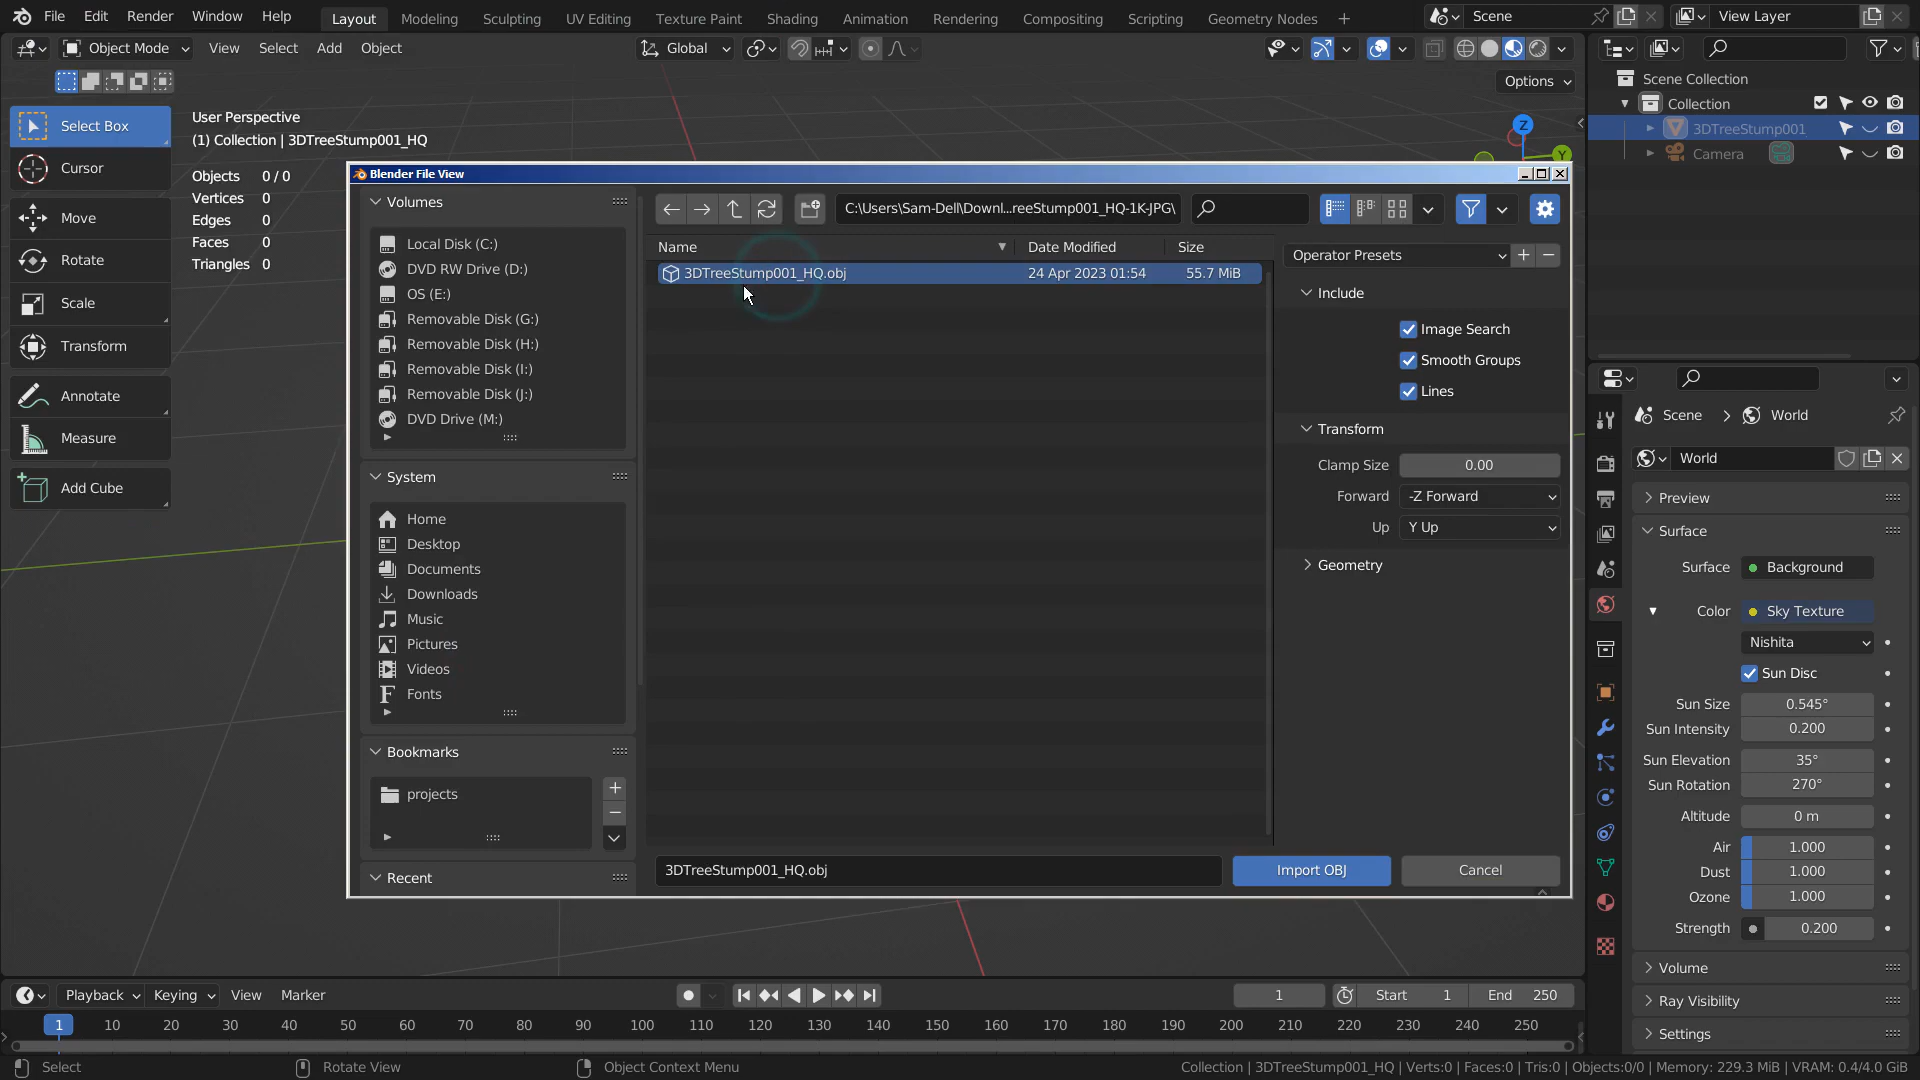 File Edit Render Window Help Layout Modeling Sculpting UV Editing Texture Paint Shading Animation Rendering Compositing Scripting Geometry Nodes + Scene View Layer
Object Mode View Select Add Object Global
Options
Select Box
Cursor
Move
Rotate
Scale
Transform
Annotate
Measure
Add Cube
User Perspective
(1) Collection | 3DTreeStump001_HQ
Objects 0 / 0
Vertices 0
Edges 0
Faces 0
Triangles 0
Z
Y
Blender File View
Volumes
Local Disk (C:)
DVD RW Drive (D:)
OS (E:)
Removable Disk (G:)
Removable Disk (H:)
Removable Disk (I:)
Removable Disk (J:)
DVD Drive (M:)
System
Home
Desktop
Documents
Downloads
Music
Pictures
Videos
Fonts
Bookmarks
projects
Recent
C:\Users\Sam-Dell\Downl...reeStump001_HQ-1K-JPG\
Name Date Modified Size
3DTreeStump001_HQ.obj 24 Apr 2023 01:54 55.7 MiB
Operator Presets
Include
Image Search
Smooth Groups
Lines
Transform
Clamp Size 0.00
Forward -Z Forward
Up Y Up
Geometry
3DTreeStump001_HQ.obj Import OBJ Cancel
Scene Collection
Collection
3DTreeStump001
Camera
Scene > World
World
Preview
Surface
Surface Background
Color Sky Texture
Nishita
Sun Disc
Sun Size 0.545°
Sun Intensity 0.200
Sun Elevation 35°
Sun Rotation 270°
Altitude 0 m
Air 1.000
Dust 1.000
Ozone 1.000
Strength 0.200
Volume
Ray Visibility
Settings
Playback Keying View Marker 1 Start 1 End 250
1 10 20 30 40 50 60 70 80 90 100 110 120 130 140 150 160 170 180 190 200 210 220 230 240 250
Select Rotate View Object Context Menu Collection | 3DTreeStump001_HQ | Verts:0 | Faces:0 | Tris:0 | Objects:0/0 | Memory: 229.3 MiB | VRAM: 0.4/4.0 GiB